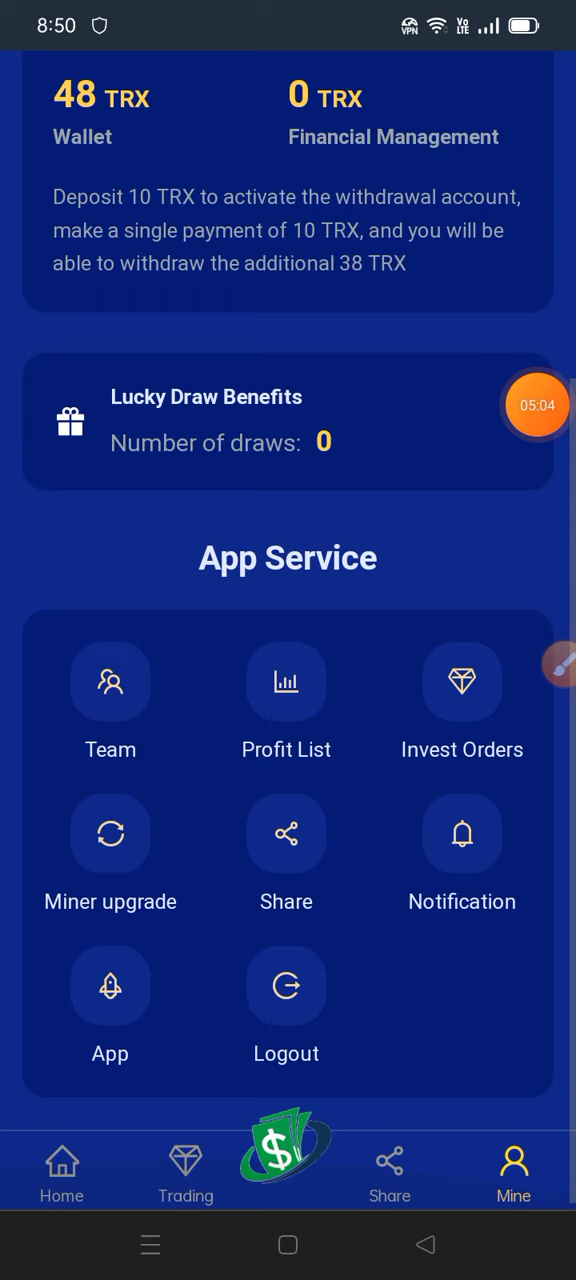 8:50 VPN Vo LTE
48 TRX 0 TRX
Wallet Financial Management
Deposit 10 TRX to activate the withdrawal account,
make a single payment of 10 TRX, and you will be
able to withdraw the additional 38 TRX
Lucky Draw Benefits
05:04
Number of draws: 0
App Service
Team Profit List Invest Orders
Miner upgrade Share Notification
App Logout
$
Home Trading Share Mine